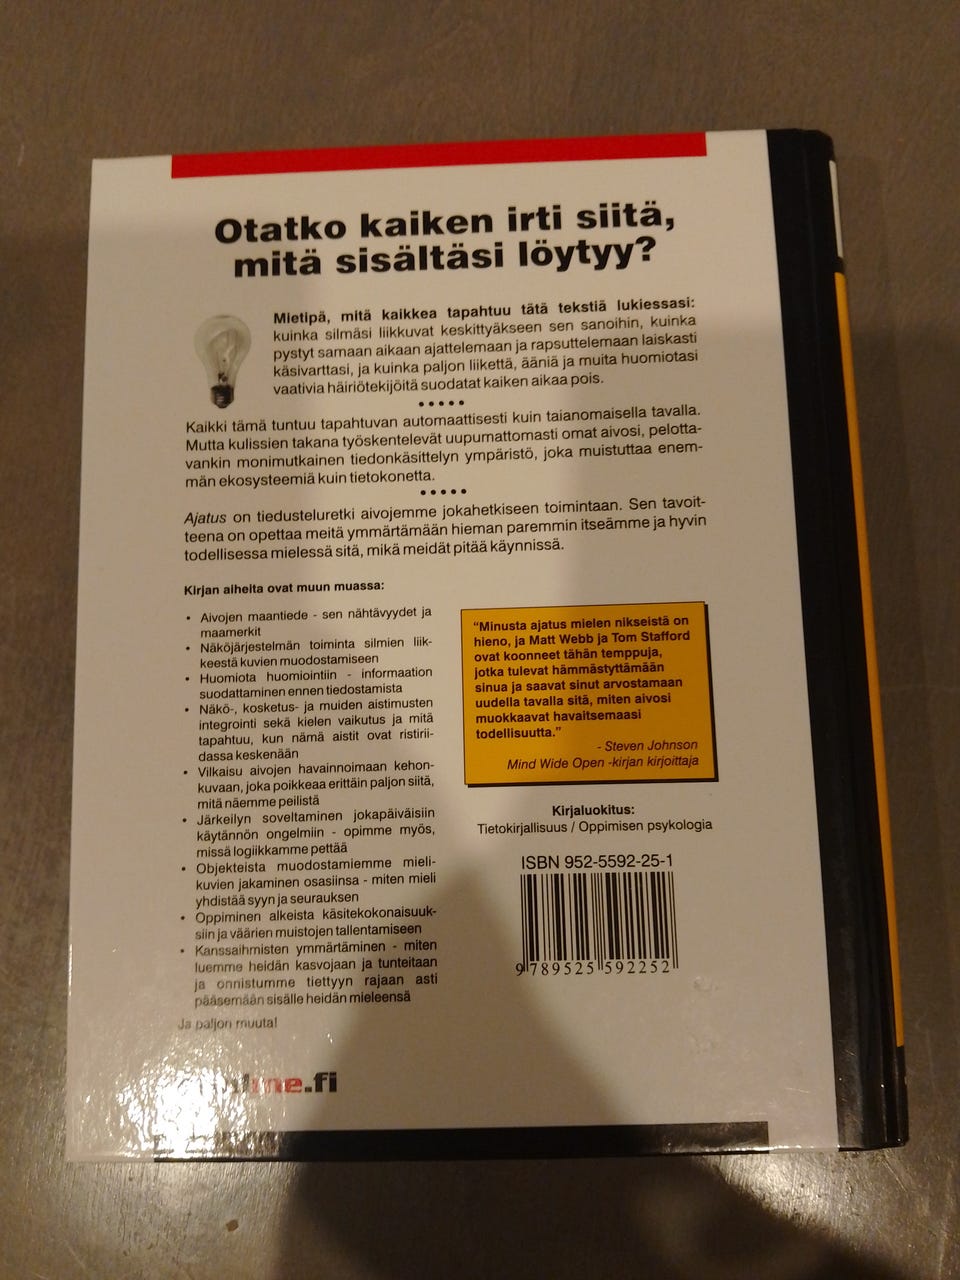 Otatko kaiken irti siitä,
mitä sisältäsi löytyy?
Mietipä, mitä kaikkea tapahtuu tätä tekstiä lukiessasi:
kuinka silmäsi liikkuvat keskittyäkseen sen sanoihin, kuinka
pystyt samaan aikaan ajattelemaan ja rapsuttelemaan laiskasti
käsivarttasi, ja kuinka paljon liikettä, ääniä ja muita huomiotasi
vaativia häiriötekijöitä suodatat kaiken aikaa pois.
•••••
Kaikki tämä tuntuu tapahtuvan automaattisesti kuin taianomaisella tavalla.
Mutta kulissien takana työskentelevät uupumattomasti omat aivosi, pelotta-
vankin monimutkainen tiedonkäsittelyn ympäristö, joka muistuttaa enem-
män ekosysteemiä kuin tietokonetta.
•••••
Ajatus on tiedusteluretki aivojemme jokahetkiseen toimintaan. Sen tavoit-
teena on opettaa meitä ymmärtämään hieman paremmin itseämme ja hyvin
todellisessa mielessä sitä, mikä meidät pitää käynnissä.
Kirjan aiheita ovat muun muassa:
• Aivojen maantiede - sen nähtävyydet ja
maamerkit
• Näköjärjestelmän toiminta silmien liik-
keestä kuvien muodostamiseen
• Huomiota huomiointiin - informaation
suodattaminen ennen tiedostamista
• Näkö-, kosketus- ja muiden aistimusten
integrointi sekä kielen vaikutus ja mitä
tapahtuu, kun nämä aistit ovat ristirii-
dassa keskenään
• Vilkaisu aivojen havainnoimaan kehon-
kuvaan, joka poikkeaa erittäin paljon siitä,
mitä näemme peilistä
• Järkeilyn soveltaminen jokapäiväisiin
käytännön ongelmiin - opimme myös,
missä logiikkamme pettää
• Objekteista muodostamiemme mieli-
kuvien jakaminen osasiinsa - miten mieli
yhdistää syyn ja seurauksen
• Oppiminen alkeista käsitekokonaisuuk-
siin ja väärien muistojen tallentamiseen
• Kanssaihmisten ymmärtäminen - miten
luemme heidän kasvojaan ja tunteitaan
ja onnistumme tiettyyn rajaan asti
pääsemään sisälle heidän mieleensä
Ja paljon muuta!
"Minusta ajatus mielen nikseistä on
hieno, ja Matt Webb ja Tom Stafford
ovat koonneet tähän temppuja,
jotka tulevat hämmästyttämään
sinua ja saavat sinut arvostamaan
uudella tavalla sitä, miten aivosi
muokkaavat havaitsemaasi
todellisuutta."
- Steven Johnson
Mind Wide Open -kirjan kirjoittaja
Kirjaluokitus:
Tietokirjallisuus / Oppimisen psykologia
ISBN 952-5592-25-1
9 789525 592252